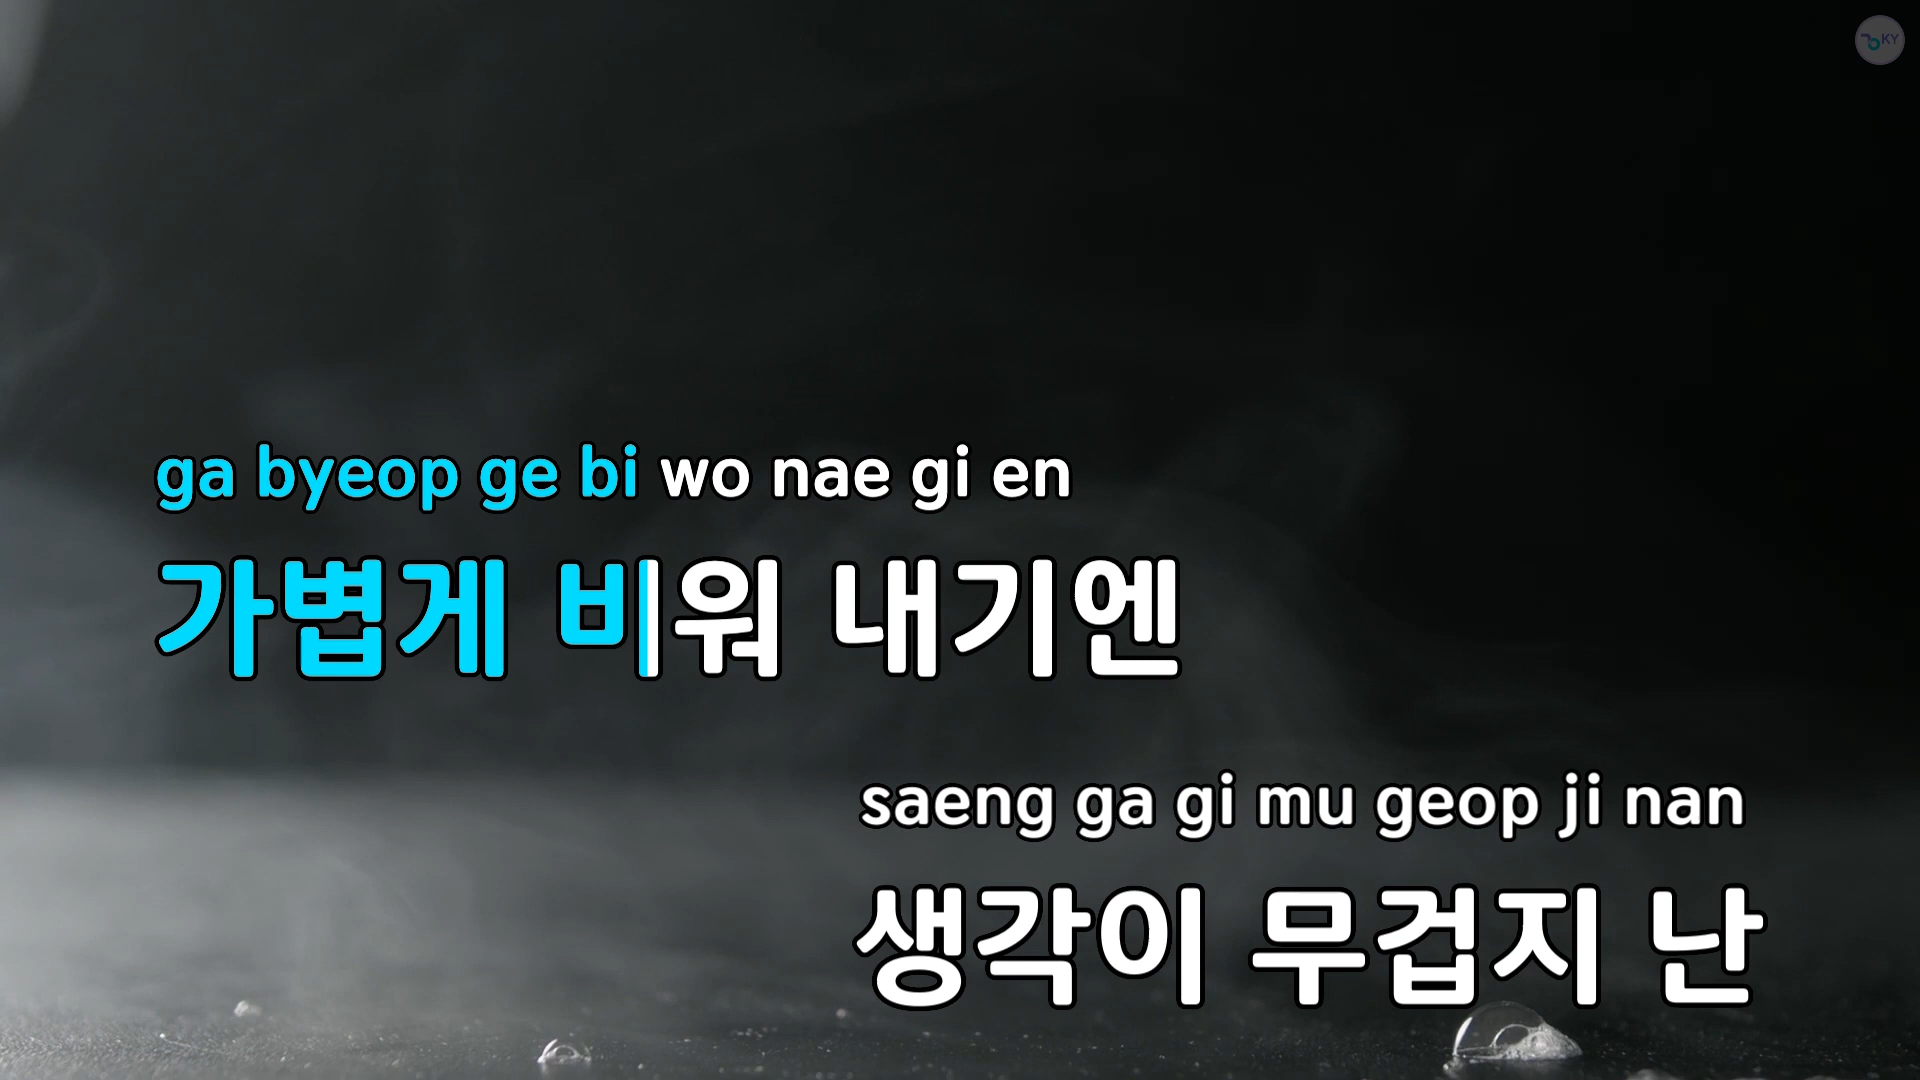 KY
ga byeop ge bi wo nae gi en
가볍게 비워 내기엔
saeng ga gi mu geop ji nan
생각이 무겁지 난